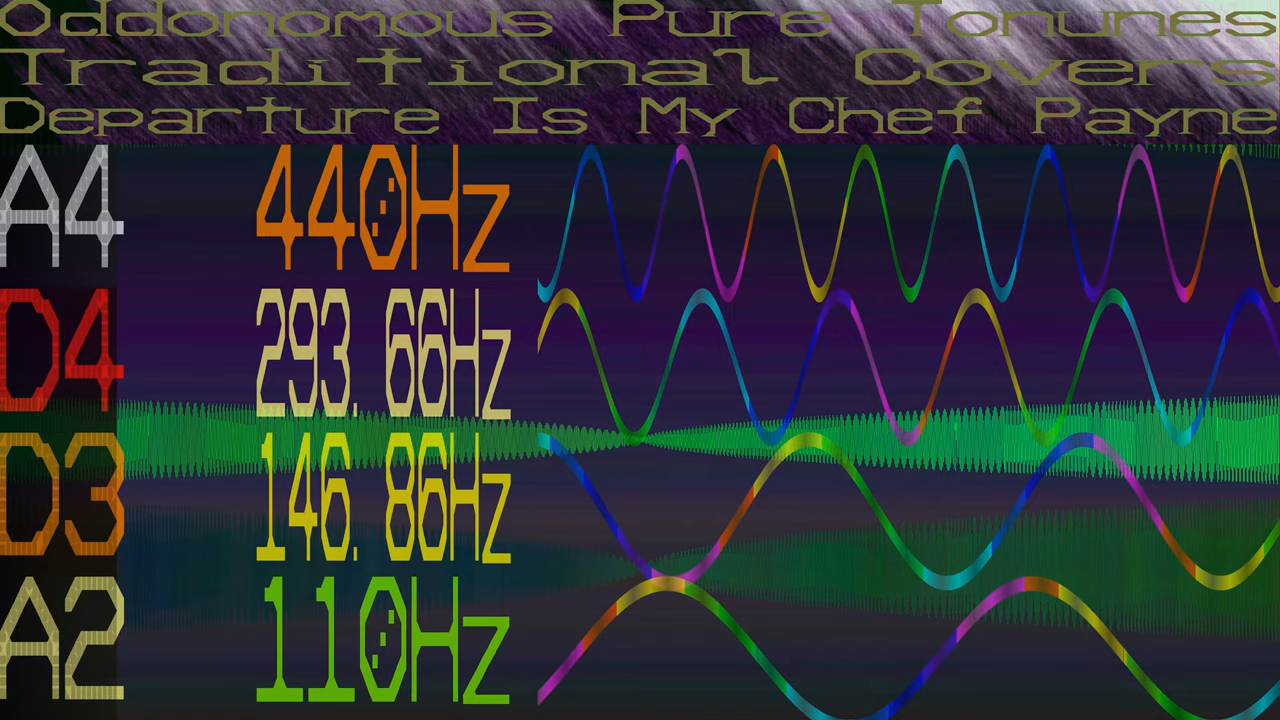 Oddonomous Pure Tonunes
Traditional Covers
Departure Is My Chef Payne
A4 440Hz
D4 293.66Hz
D3 146.86Hz
A2 110Hz